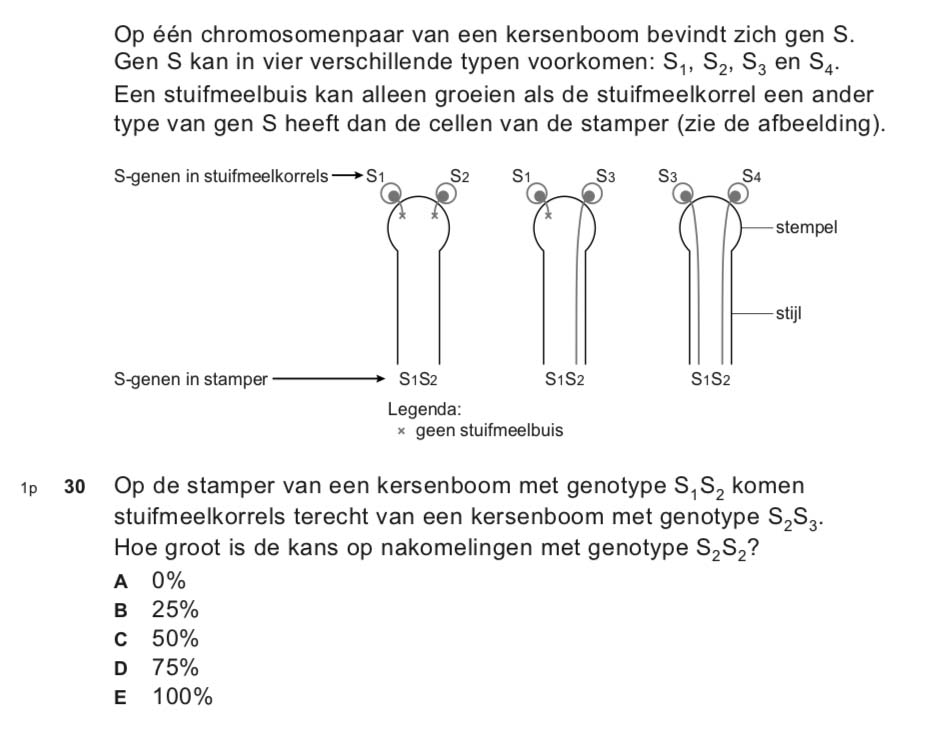 Op één chromosomenpaar van een kersenboom bevindt zich gen S.
Gen S kan in vier verschillende typen voorkomen: S₁, S₂, S₃ en S₄.
Een stuifmeelbuis kan alleen groeien als de stuifmeelkorrel een ander
type van gen S heeft dan de cellen van de stamper (zie de afbeelding).
S-genen in stuifmeelkorrels S1 S2 S1 S3 S3 S4
stempel
stijl
S-genen in stamper S1S2 S1S2 S1S2
Legenda:
× geen stuifmeelbuis
1p 30 Op de stamper van een kersenboom met genotype S₁S₂ komen
stuifmeelkorrels terecht van een kersenboom met genotype S₂S₃.
Hoe groot is de kans op nakomelingen met genotype S₂S₂?
A 0%
B 25%
C 50%
D 75%
E 100%